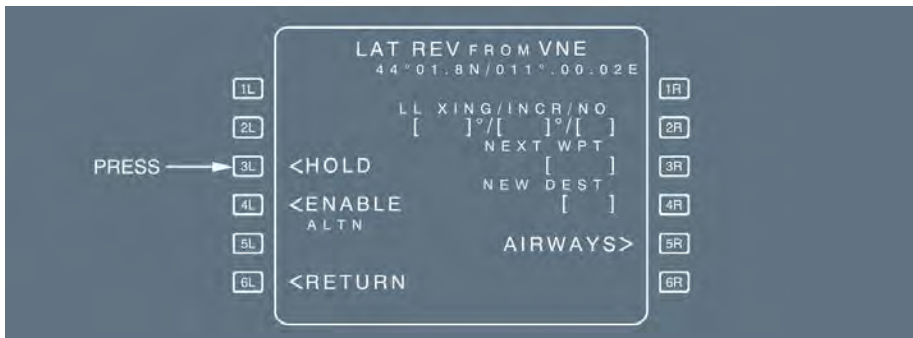 LAT REV FROM VNE
44°01.8N/011°.00.02E
1L 1R
LL XING/INCR/NO
2L [ ]°/[ ]°/[ ] 2R
NEXT WPT
PRESS 3L <HOLD [ ] 3R
NEW DEST
4L <ENABLE [ ] 4R
ALTN
5L AIRWAYS> 5R
6L <RETURN 6R